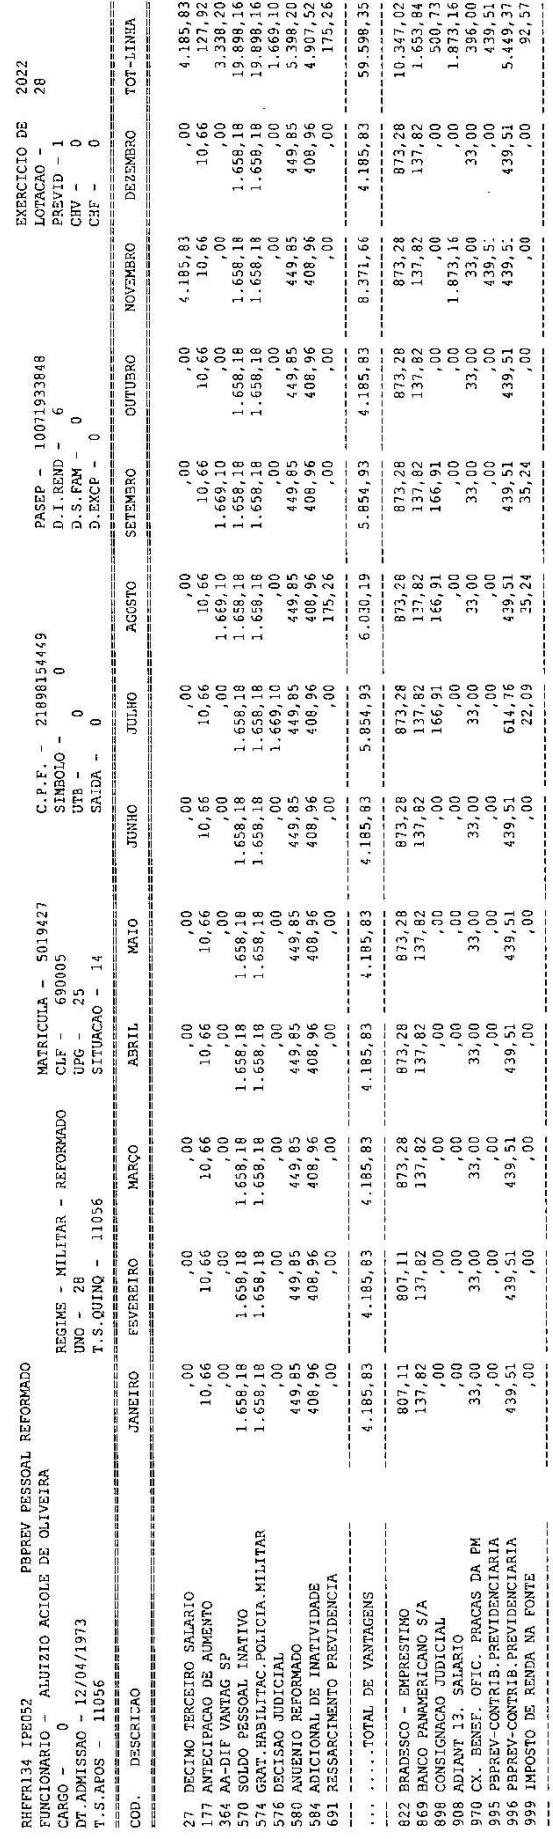 RHFFR134 IPE052 PBPREV PESSOAL REFORMADO EXERCICIO DE 2022
FUNCIONARIO - ALUIZIO ACIOLE DE OLIVEIRA MATRICULA - 5019427 C.P.F. - 21898154449 PASEP - 10071933848 LOTACAO - 28
CARGO - 0 REGIME - MILITAR - REFORMADO CLF - 690005 SIMBOLO - 0 D.I.REND - 6 PREVID - 1
DT.ADMISSAO - 12/04/1973 UNO - 28 UPG - 25 UTB - 0 D.S.FAM - 0 CHV - 0
T.S.APOS - 11056 T.S.QUINQ - 11056 SITUACAO - 14 SAIDA - 0 D.EXCP - 0 CHF - 0
COD. DESCRICAO JANEIRO FEVEREIRO MARÇO ABRIL MAIO JUNHO JULHO AGOSTO SETEMBRO OUTUBRO NOVEMBRO DEZEMBRO TOT-LINHA
27 DECIMO TERCEIRO SALARIO ,00 ,00 ,00 ,00 ,00 ,00 ,00 ,00 ,00 ,00 4.185,83 ,00 4.185,83
177 ANTECIPACAO DE AUMENTO 10,66 10,66 10,66 10,66 10,66 10,66 10,66 10,66 10,66 10,66 10,66 10,66 127,92
364 AA-DIF VANTAG SP ,00 ,00 ,00 ,00 ,00 ,00 ,00 1.669,10 1.669,10 ,00 ,00 ,00 3.338,20
570 SOLDO PESSOAL INATIVO 1.658,18 1.658,18 1.658,18 1.658,18 1.658,18 1.658,18 1.658,18 1.658,18 1.658,18 1.658,18 1.658,18 1.658,18 19.898,16
574 GRAT.HABILITAC.POLICIA.MILITAR 1.658,18 1.658,18 1.658,18 1.658,18 1.658,18 1.658,18 1.658,18 1.658,18 1.658,18 1.658,18 1.658,18 1.658,18 19.898,16
576 DECISAO JUDICIAL ,00 ,00 ,00 ,00 ,00 ,00 1.669,10 ,00 ,00 ,00 ,00 ,00 1.669,10
580 ANUENIO REFORMADO 449,85 449,85 449,85 449,85 449,85 449,85 449,85 449,85 449,85 449,85 449,85 449,85 5.398,20
584 ADICIONAL DE INATIVIDADE 408,96 408,96 408,96 408,96 408,96 408,96 408,96 408,96 408,96 408,96 408,96 408,96 4.907,52
691 RESSARCIMENTO PREVIDENCIA ,00 ,00 ,00 ,00 ,00 ,00 ,00 175,26 ,00 ,00 ,00 ,00 175,26
... .....TOTAL DE VANTAGENS 4.185,83 4.185,83 4.185,83 4.185,83 4.185,83 4.185,83 5.854,93 6.030,19 5.854,93 4.185,83 8.371,66 4.185,83 59.598,35
822 BRADESCO - EMPRESTIMO 807,11 807,11 873,28 873,28 873,28 873,28 873,28 873,28 873,28 873,28 873,28 873,28 10.347,02
869 BANCO PANAMERICANO S/A 137,82 137,82 137,82 137,82 137,82 137,82 137,82 137,82 137,82 137,82 137,82 137,82 1.653,84
898 CONSIGNACAO JUDICIAL ,00 ,00 ,00 ,00 ,00 ,00 166,91 166,91 166,91 ,00 ,00 ,00 500,73
908 ADIANT 13. SALARIO ,00 ,00 ,00 ,00 ,00 ,00 ,00 ,00 ,00 ,00 1.873,16 ,00 1.873,16
970 CX. BENEF. OFIC. PRACAS DA PM 33,00 33,00 33,00 33,00 33,00 33,00 33,00 33,00 33,00 33,00 33,00 33,00 396,00
995 PBPREV-CONTRIB.PREVIDENCIARIA ,00 ,00 ,00 ,00 ,00 ,00 ,00 ,00 ,00 ,00 439,51 ,00 439,51
996 PBPREV-CONTRIB.PREVIDENCIARIA 439,51 439,51 439,51 439,51 439,51 439,51 614,76 439,51 439,51 439,51 439,51 439,51 5.449,37
999 IMPOSTO DE RENDA NA FONTE ,00 ,00 ,00 ,00 ,00 ,00 22,09 35,24 35,24 ,00 ,00 ,00 92,57